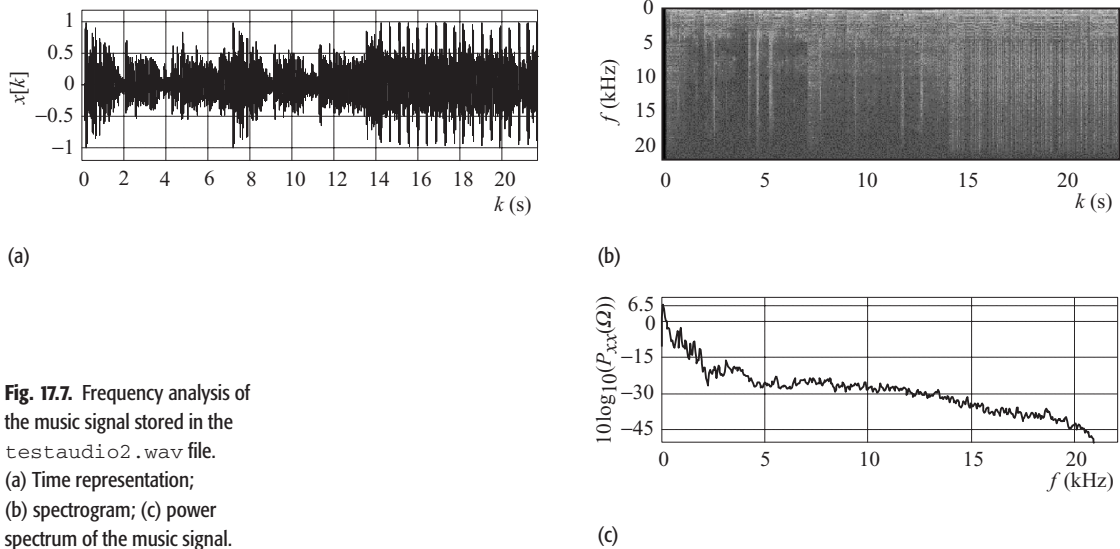 1
0.5
0
−0.5
−1
x[k]
0 2 4 6 8 10 12 14 16 18 20
k (s)
(a)
0
5
10
15
20
f (kHz)
0 5 10 15 20
k (s)
(b)
6.5
0
−15
−30
−45
10log10(Pxx(Ω))
0 5 10 15 20
f (kHz)
(c)
Fig. 17.7. Frequency analysis of
the music signal stored in the
testaudio2.wav file.
(a) Time representation;
(b) spectrogram; (c) power
spectrum of the music signal.